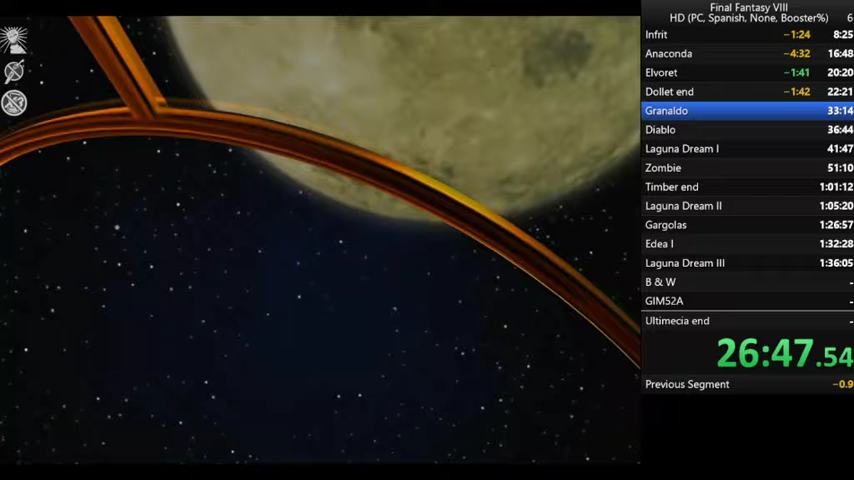 Final Fantasy VIII
HD (PC, Spanish, None, Booster%) 6
Infrit −1:24 8:25
Anaconda −4:32 16:48
Elvoret −1:41 20:20
Dollet end −1:42 22:21
Granaldo 33:14
Diablo 36:44
Laguna Dream I 41:47
Zombie 51:10
Timber end 1:01:12
Laguna Dream II 1:05:20
Gargolas 1:26:57
Edea I 1:32:28
Laguna Dream III 1:36:05
B & W -
GIM52A -
Ultimecia end -
26:47.54
Previous Segment −0.9